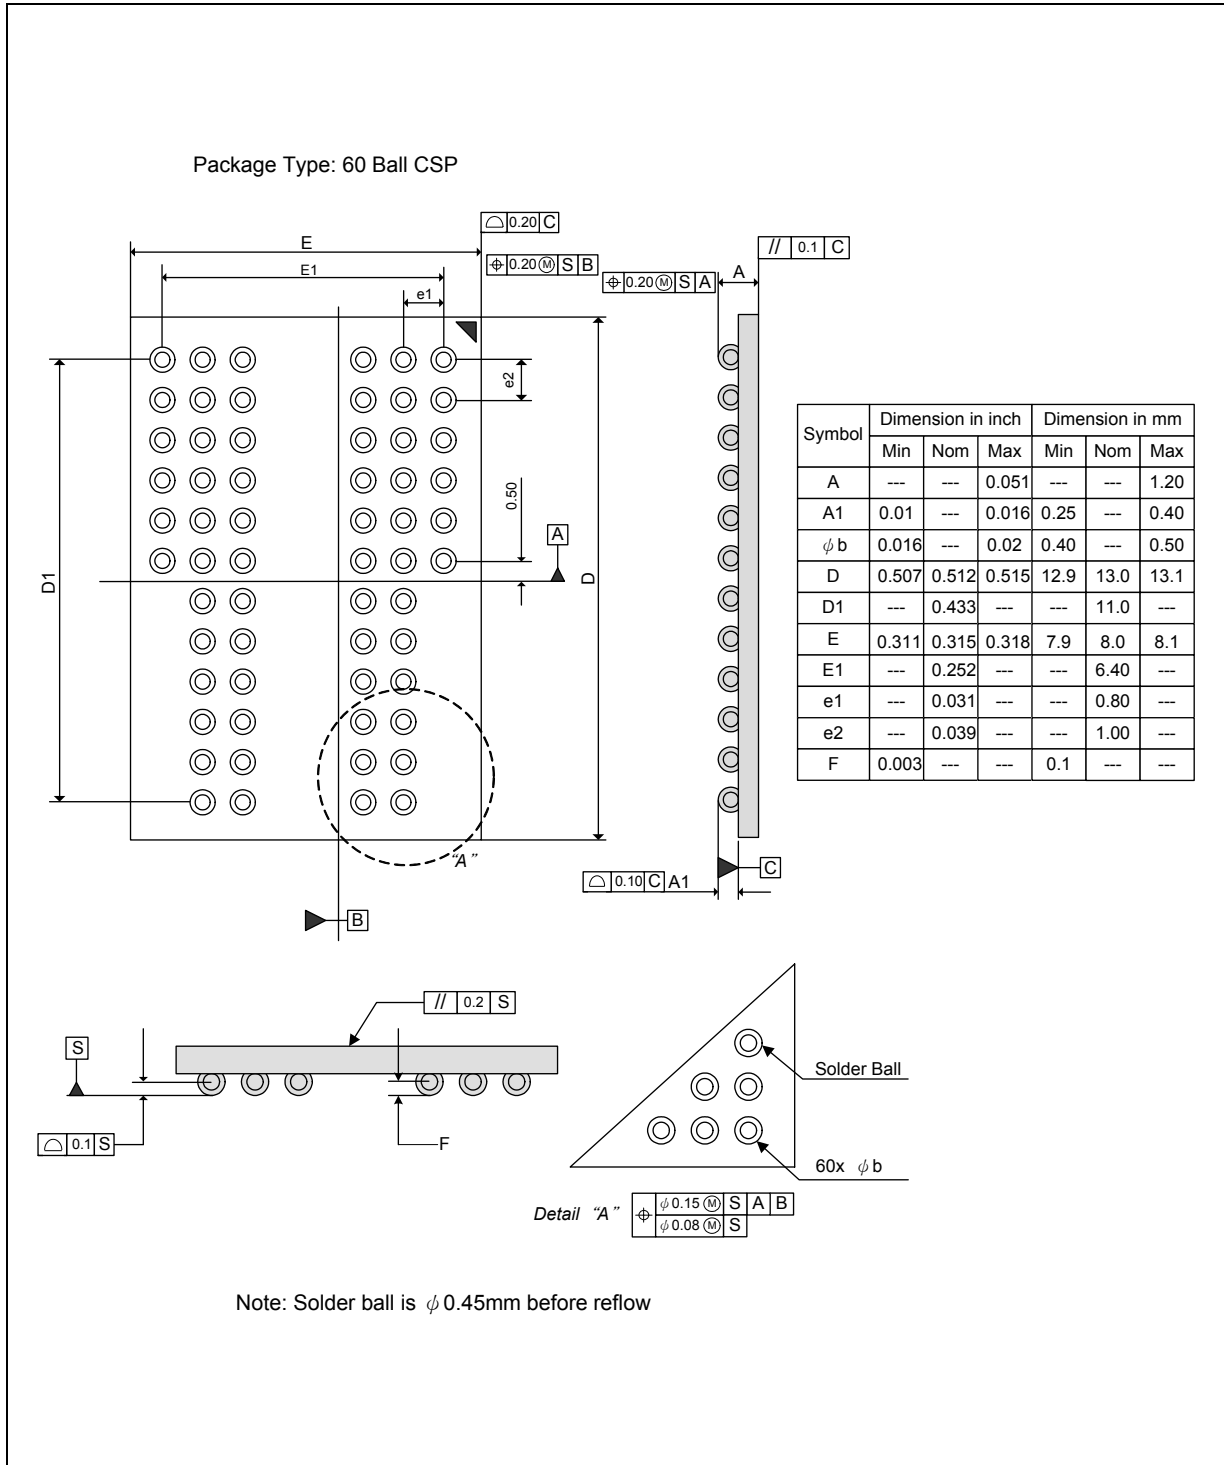 Package Type: 60 Ball CSP
⌓ 0.20 C
E
⌖ 0.20 Ⓜ S B
E1
e1
// 0.1 C
A
⌖ 0.20 Ⓜ S A
e2
0.50
A
D1
D
Symbol Dimension in inch Dimension in mm
Min Nom Max Min Nom Max
A --- --- 0.051 --- --- 1.20
A1 0.01 --- 0.016 0.25 --- 0.40
ϕ b 0.016 --- 0.02 0.40 --- 0.50
D 0.507 0.512 0.515 12.9 13.0 13.1
D1 --- 0.433 --- --- 11.0 ---
E 0.311 0.315 0.318 7.9 8.0 8.1
E1 --- 0.252 --- --- 6.40 ---
e1 --- 0.031 --- --- 0.80 ---
e2 --- 0.039 --- --- 1.00 ---
F 0.003 --- --- 0.1 --- ---
“A”
C
⌓ 0.10 C A1
B
// 0.2 S
S
⌓ 0.1 S
F
Solder Ball
60x ϕ b
Detail “A” ⌖ ϕ 0.15 Ⓜ S A B
ϕ 0.08 Ⓜ S
Note: Solder ball is ϕ 0.45mm before reflow